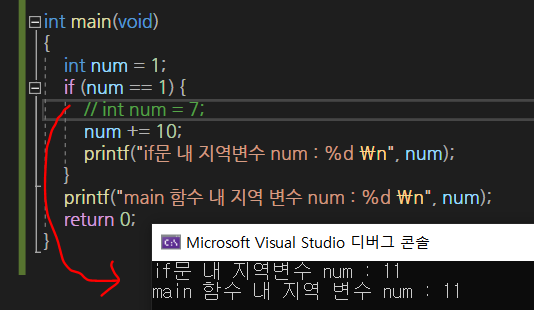 int main(void)
{
int num = 1;
if (num == 1) {
// int num = 7;
num += 10;
printf("if문 내 지역변수 num : %d ₩n", num);
}
printf("main 함수 내 지역 변수 num : %d ₩n", num);
return 0;
}
Microsoft Visual Studio 디버그 콘솔
if문 내 지역변수 num : 11
main 함수 내 지역 변수 num : 11